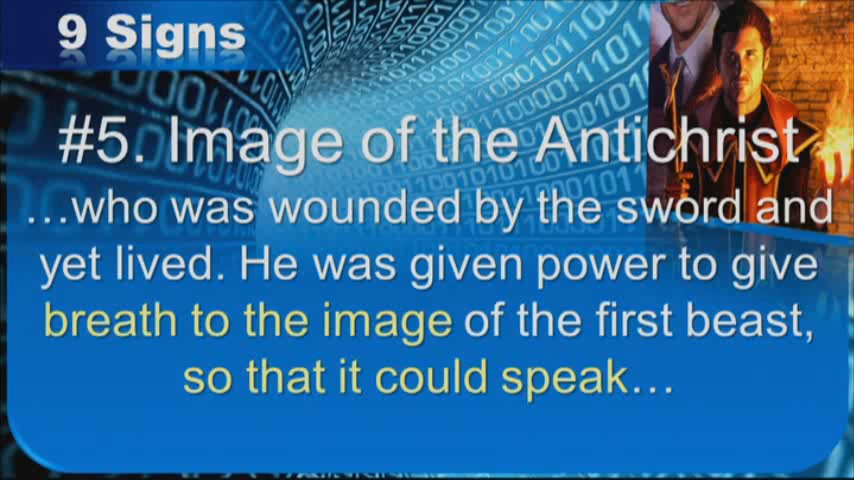 9 Signs
#5. Image of the Antichrist
…who was wounded by the sword and
yet lived. He was given power to give
breath to the image of the first beast,
so that it could speak…